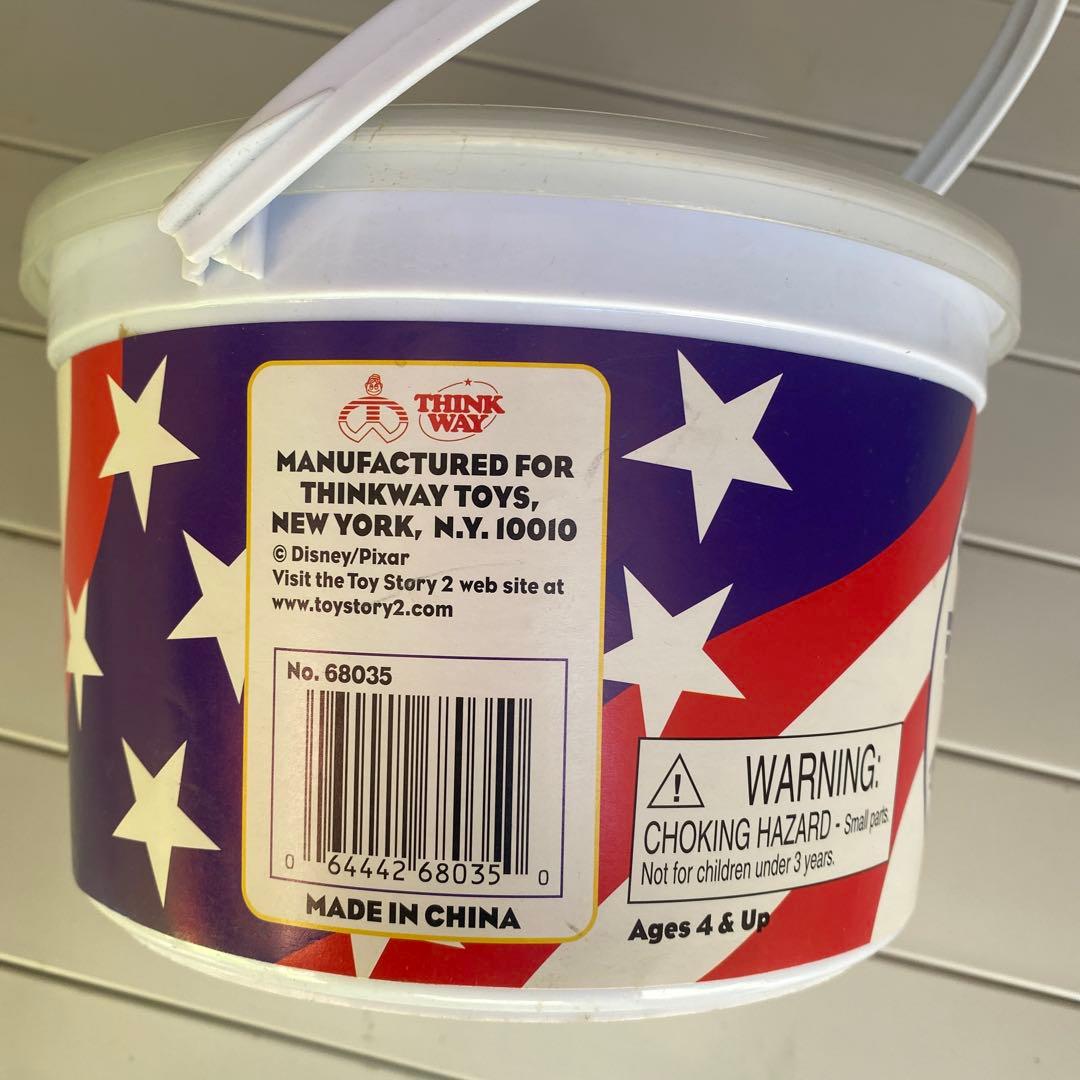 THINK
WAY
MANUFACTURED FOR
THINKWAY TOYS,
NEW YORK, N.Y. 10010
© Disney/Pixar
Visit the Toy Story 2 web site at
www.toystory2.com
No. 68035
0 64442 68035 0
MADE IN CHINA
WARNING:
CHOKING HAZARD - Small parts.
Not for children under 3 years.
Ages 4 & Up